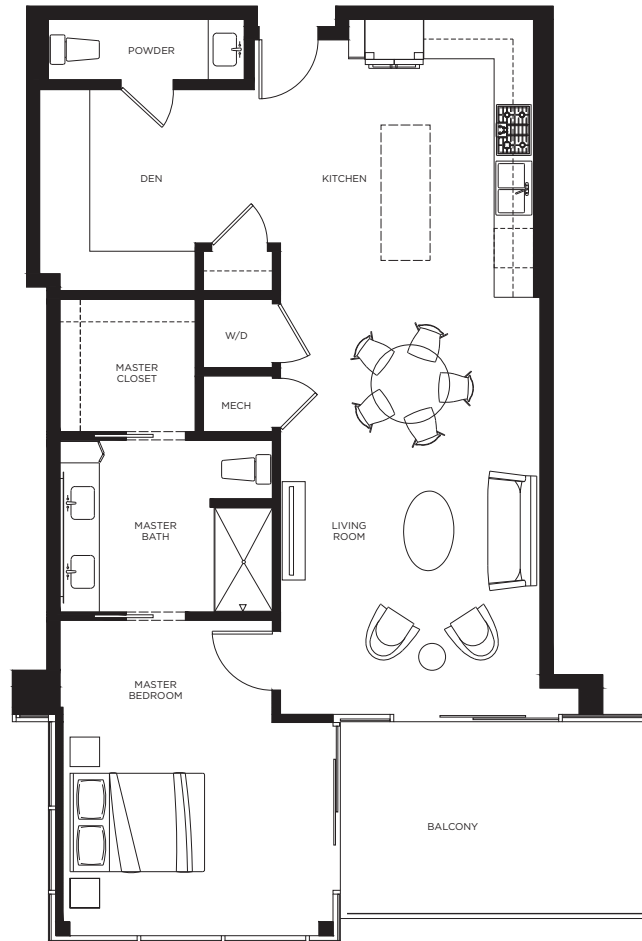 POWDER
DEN
KITCHEN
W/D
MASTER
CLOSET
MECH
MASTER
BATH
LIVING
ROOM
MASTER
BEDROOM
BALCONY